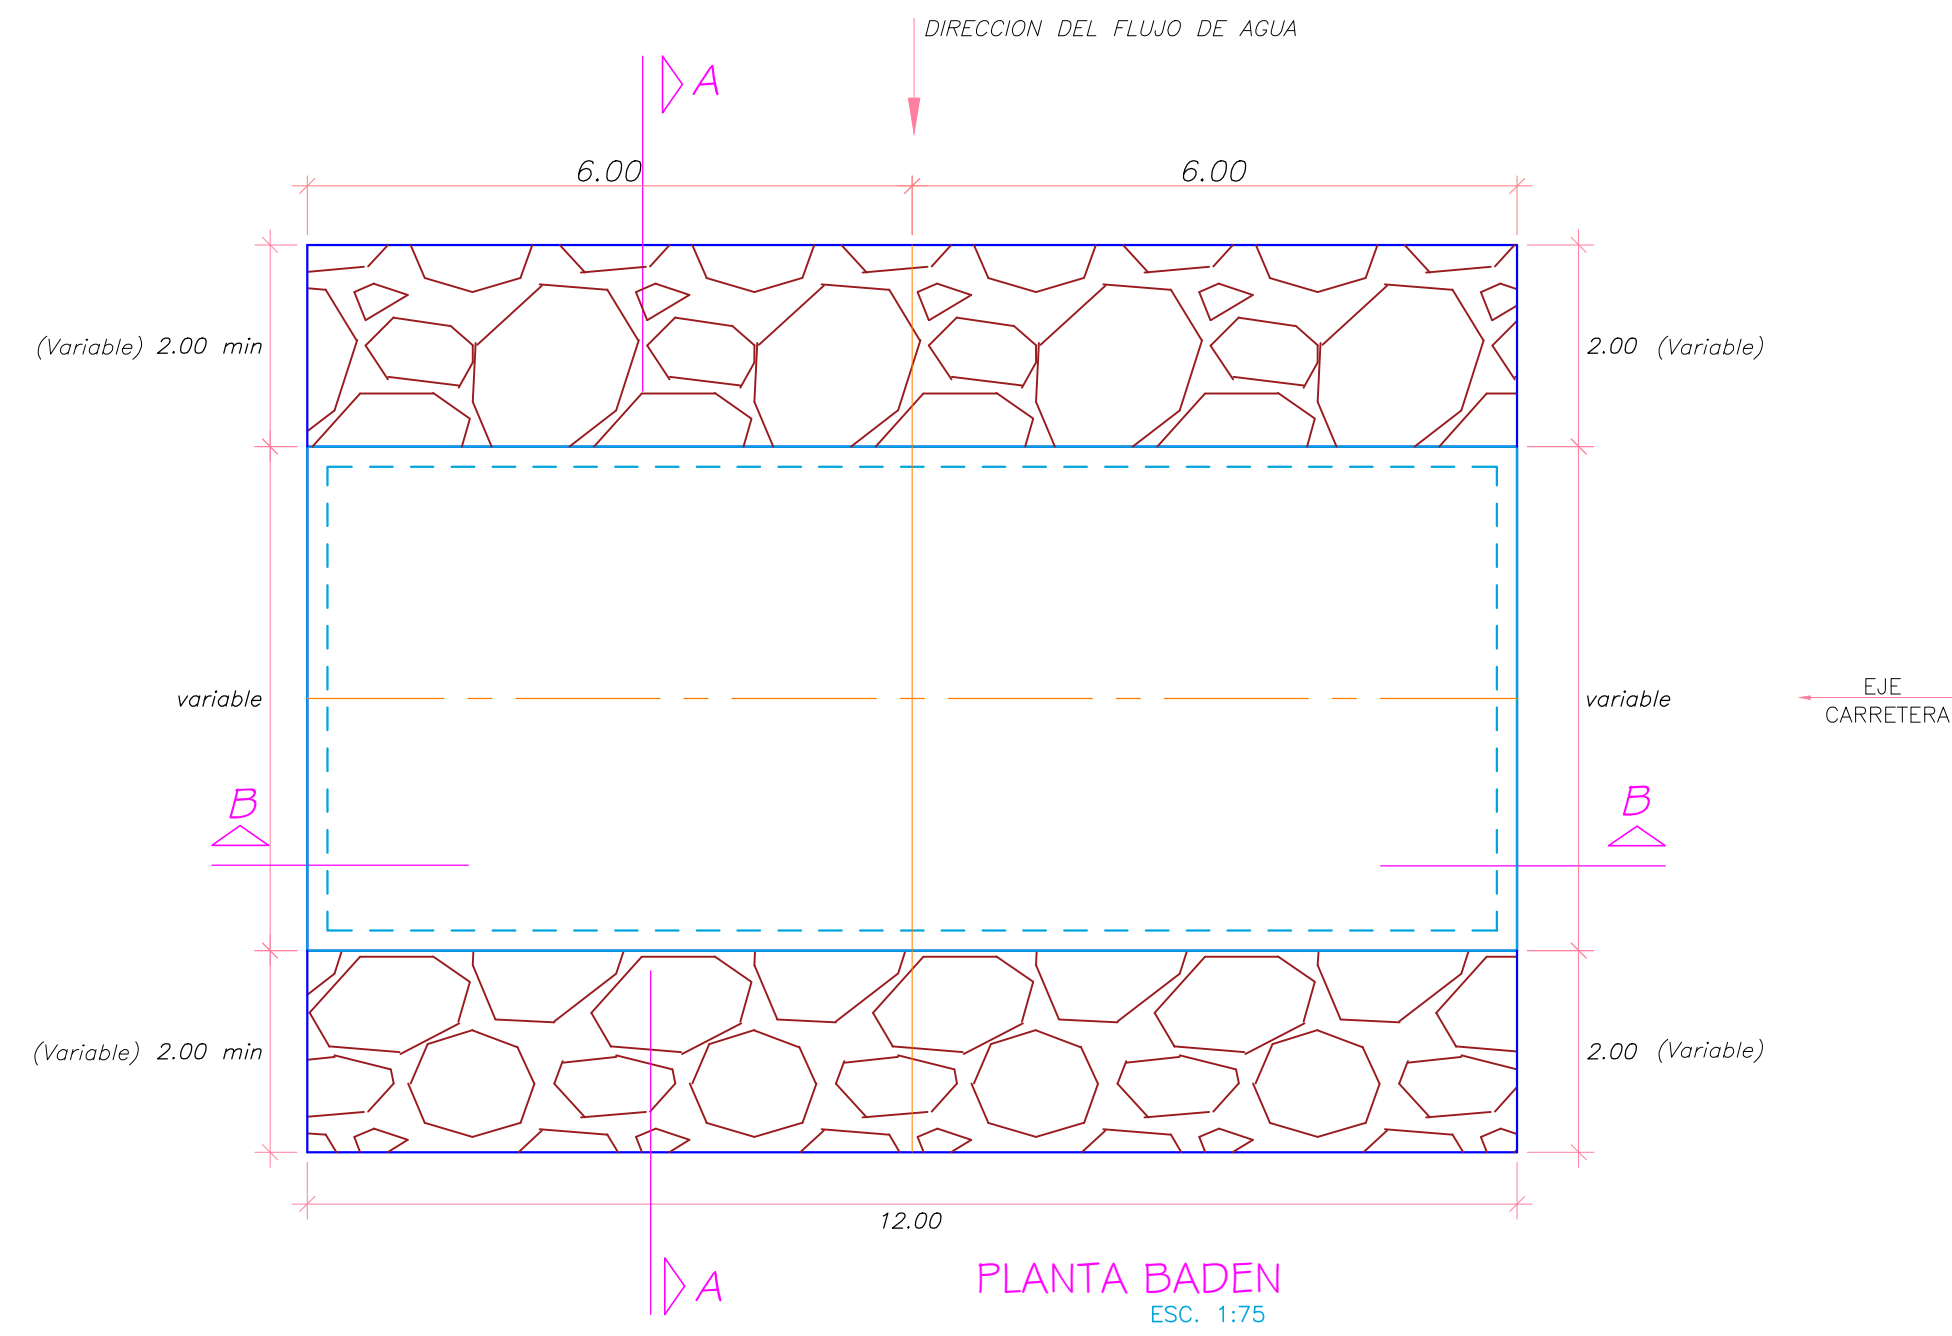 DIRECCION DEL FLUJO DE AGUA
A
6.00
6.00
(Variable) 2.00 min
2.00 (Variable)
variable
variable
EJE
CARRETERA
B
B
(Variable) 2.00 min
2.00 (Variable)
12.00
A
PLANTA BADEN
ESC. 1:75